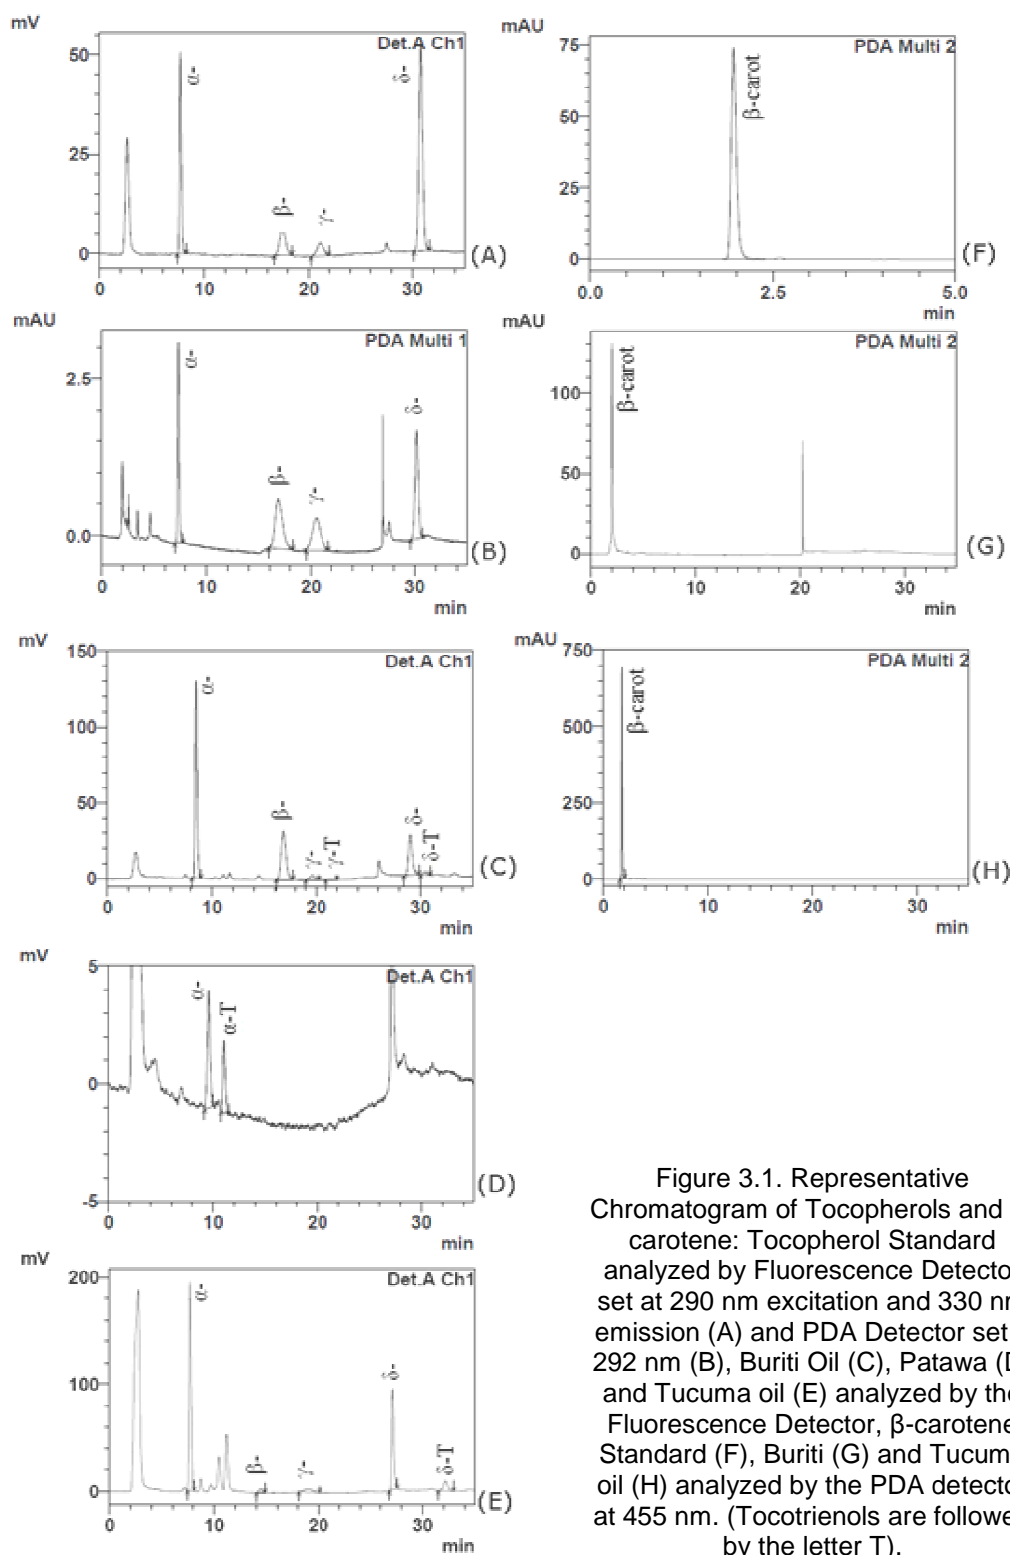 mV
Det.A Ch1
50
25
0
α-
β-
γ-
δ-
0 10 20 30
(A)
mAU
PDA Multi 1
2.5
0.0
α-
β-
γ-
δ-
0 10 20 30
min
(B)
mV
Det.A Ch1
150
100
50
0
α-
β-
γ-
γ-T
δ-
δ-T
0 10 20 30
min
(C)
mV
Det.A Ch1
5
0
-5
α-
α-T
0 10 20 30
min
(D)
mV
Det.A Ch1
200
100
0
α-
β-
γ-
δ-
δ-T
0 10 20 30
min
(E)
mAU
PDA Multi 2
75
50
25
0
β-carot
0.0 2.5 5.0
min
(F)
mAU
PDA Multi 2
100
50
0
β-carot
0 10 20 30
min
(G)
mAU
PDA Multi 2
750
500
250
0
β-carot
0 10 20 30
min
(H)
Figure 3.1. Representative
Chromatogram of Tocopherols and
carotene: Tocopherol Standard
analyzed by Fluorescence Detecto
set at 290 nm excitation and 330 n
emission (A) and PDA Detector set
292 nm (B), Buriti Oil (C), Patawa (
and Tucuma oil (E) analyzed by the
Fluorescence Detector, β-carotene
Standard (F), Buriti (G) and Tucum
oil (H) analyzed by the PDA detecto
at 455 nm. (Tocotrienols are followe
by the letter T).